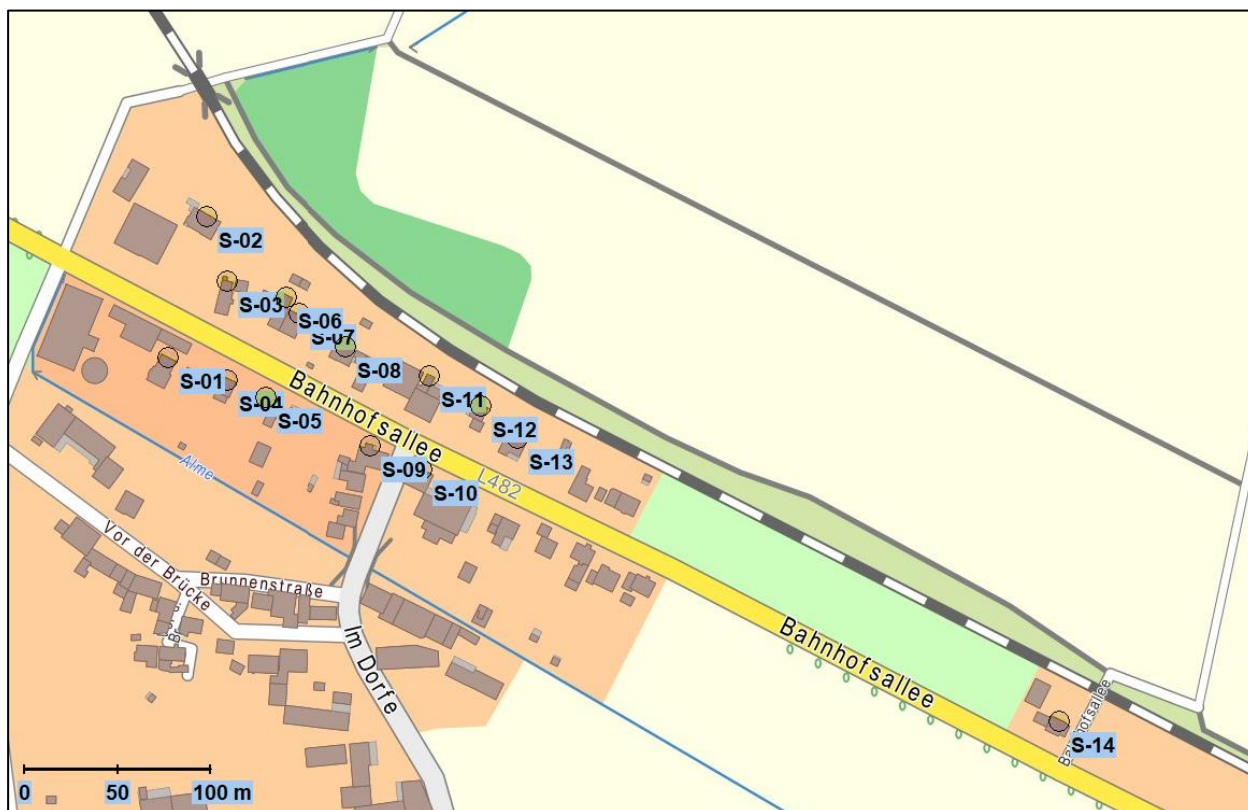 S-02
S-03
S-06
S-07
S-08
S-01
S-04
S-05
S-11
S-12
S-13
S-09
S-10
Bahnhofsallee
L482
Alme
Vor der Brücke
Brunnenstraße
Im Dorfe
Bahnhofsallee
Bahnhofsallee
S-14
0 50 100 m